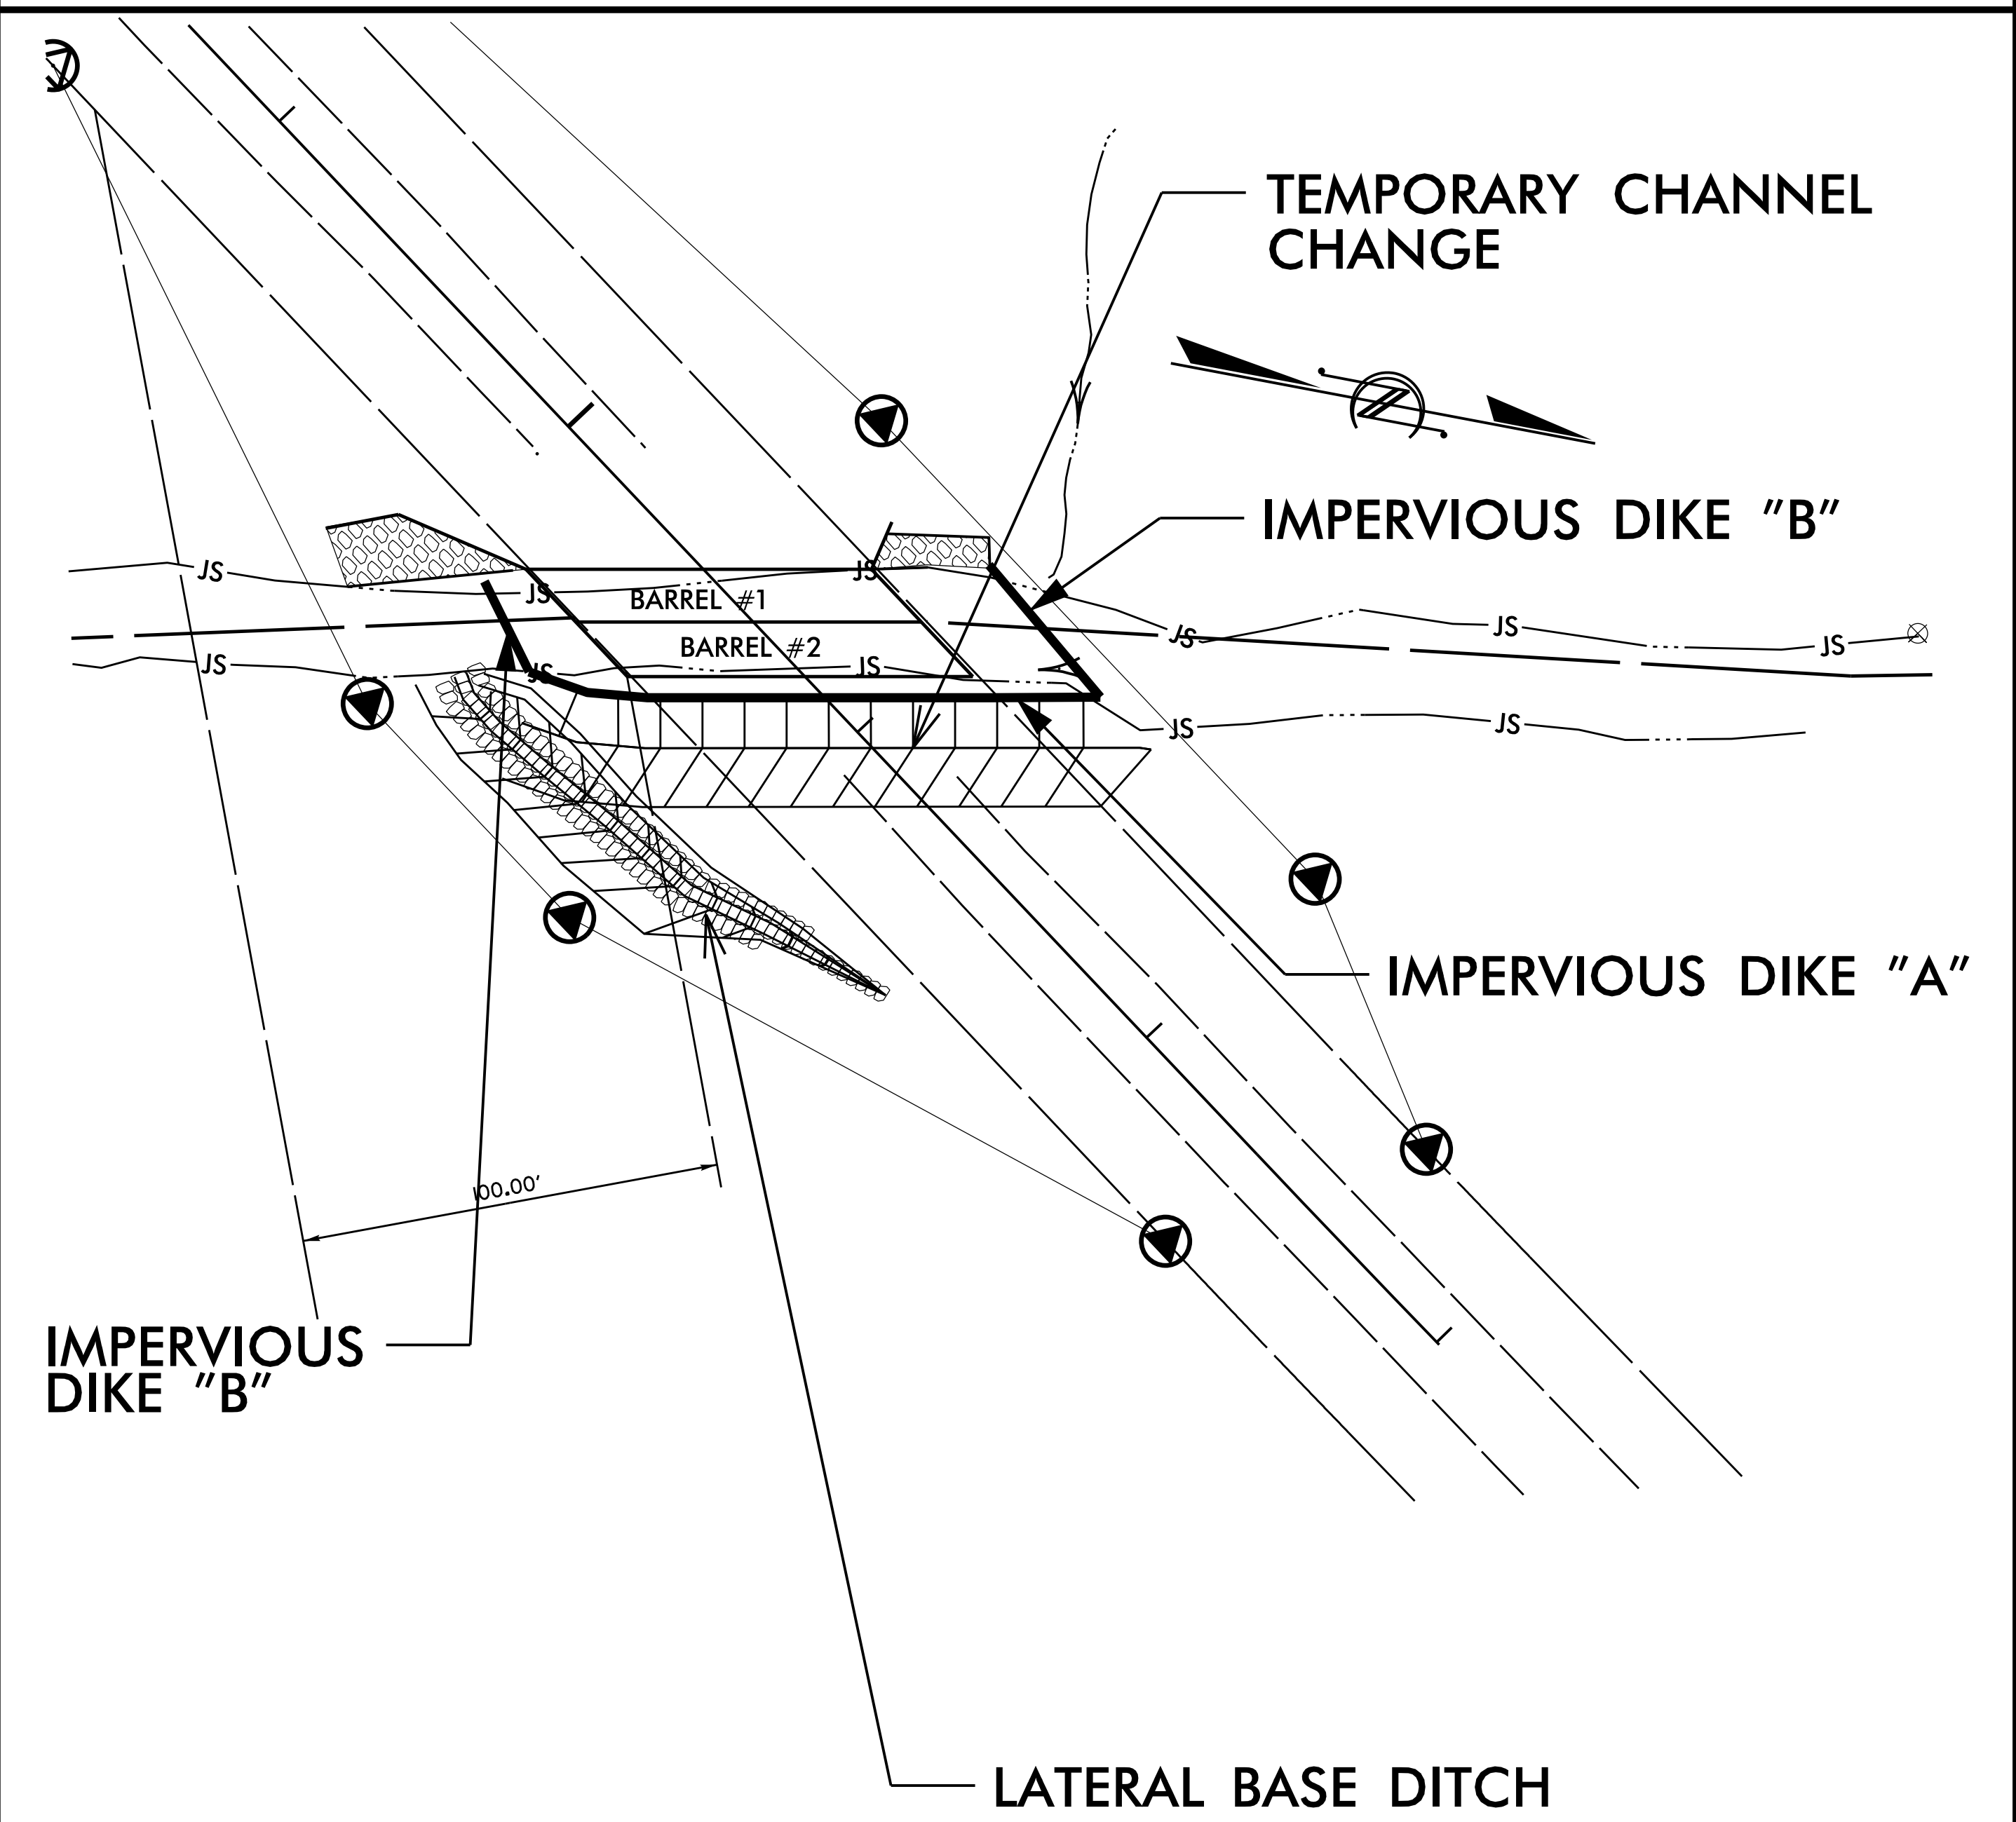 TEMPORARY CHANNEL
CHANGE
IMPERVIOUS DIKE "B"
JS
JS
JS
BARREL #1
JS
JS
JS
BARREL #2
JS
JS
JS
JS
JS
JS
IMPERVIOUS DIKE "A"
100.00'
IMPERVIOUS
DIKE "B"
LATERAL BASE DITCH